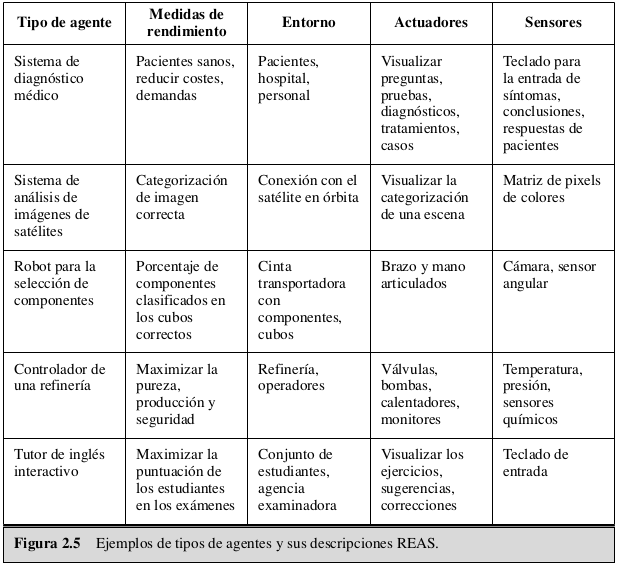 Tipo de agente
Medidas de
rendimiento
Entorno
Actuadores
Sensores
Sistema de
diagnóstico
médico
Pacientes sanos,
reducir costes,
demandas
Pacientes,
hospital,
personal
Visualizar
preguntas,
pruebas,
diagnósticos,
tratamientos,
casos
Teclado para
la entrada de
síntomas,
conclusiones,
respuestas de
pacientes
Sistema de
análisis de
imágenes de
satélites
Categorización
de imagen
correcta
Conexión con el
satélite en órbita
Visualizar la
categorización
de una escena
Matriz de pixels
de colores
Robot para la
selección de
componentes
Porcentaje de
componentes
clasificados en
los cubos
correctos
Cinta
transportadora
con
componentes,
cubos
Brazo y mano
articulados
Cámara, sensor
angular
Controlador de
una refinería
Maximizar la
pureza,
producción y
seguridad
Refinería,
operadores
Válvulas,
bombas,
calentadores,
monitores
Temperatura,
presión,
sensores
químicos
Tutor de inglés
interactivo
Maximizar la
puntuación de
los estudiantes
en los exámenes
Conjunto de
estudiantes,
agencia
examinadora
Visualizar los
ejercicios,
sugerencias,
correcciones
Teclado de
entrada
Figura 2.5 Ejemplos de tipos de agentes y sus descripciones REAS.